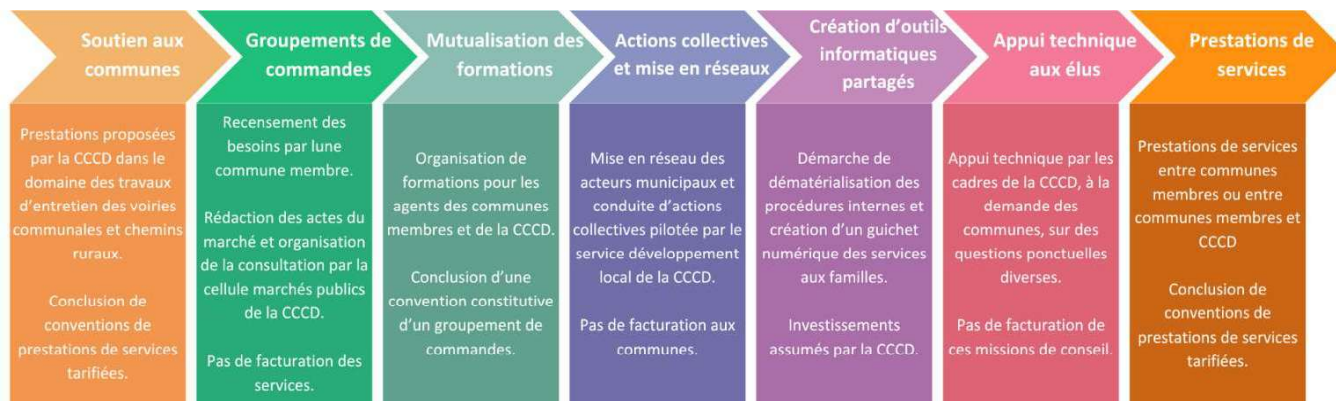 Soutien aux
communes
Prestations proposées
par la CCCD dans le
domaine des travaux
d'entretien des voiries
communales et chemins
ruraux.
Conclusion de
conventions de
prestations de services
tarifiées.
Groupements de
commandes
Recensement des
besoins par lune
commune membre.
Rédaction des actes du
marché et organisation
de la consultation par la
cellule marchés publics
de la CCCD.
Pas de facturation des
services.
Mutualisation des
formations
Organisation de
formations pour les
agents des communes
membres et de la CCCD.
Conclusion d'une
convention constitutive
d'un groupement de
commandes.
Actions collectives
et mise en réseaux
Mise en réseau des
acteurs municipaux et
conduite d'actions
collectives pilotée par le
service développement
local de la CCCD.
Pas de facturation aux
communes.
Création d'outils
informatiques
partagés
Démarche de
dématérialisation des
procédures internes et
création d'un guichet
numérique des services
aux familles.
Investissements
assumés par la CCCD.
Appui technique
aux élus
Appui technique par les
cadres de la CCCD, à la
demande des
communes, sur des
questions ponctuelles
diverses.
Pas de facturation de
ces missions de conseil.
Prestations de
services
Prestations de services
entre communes
membres ou entre
communes membres et
CCCD
Conclusion de
conventions de
prestations de services
tarifiées.